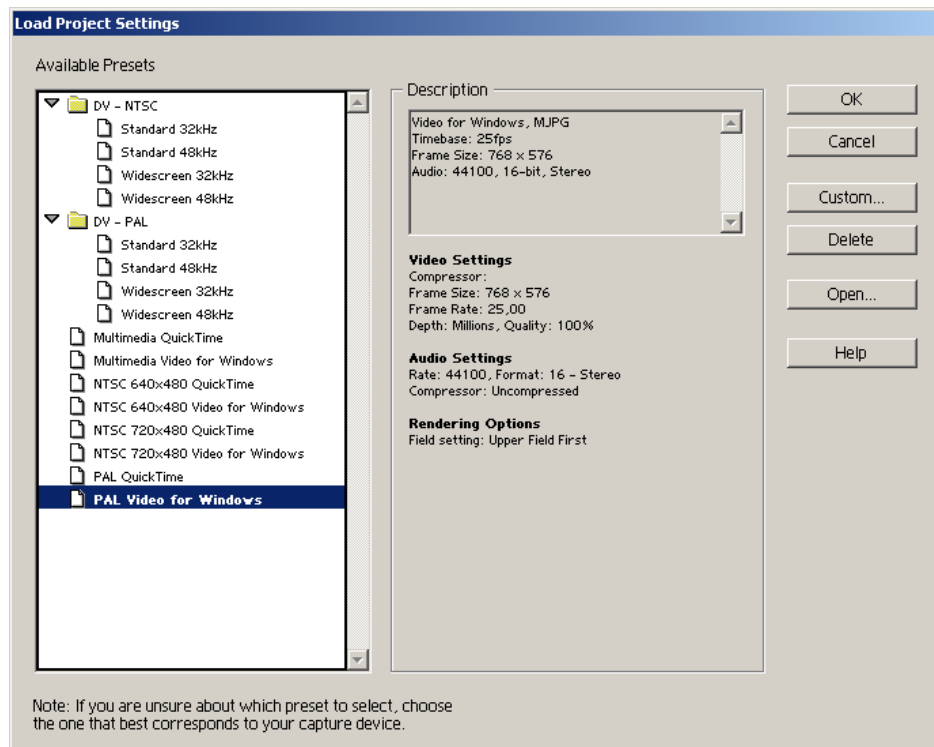 Load Project Settings
Available Presets
DV - NTSC
Standard 32kHz
Standard 48kHz
Widescreen 32kHz
Widescreen 48kHz
DV - PAL
Standard 32kHz
Standard 48kHz
Widescreen 32kHz
Widescreen 48kHz
Multimedia QuickTime
Multimedia Video for Windows
NTSC 640x480 QuickTime
NTSC 640x480 Video for Windows
NTSC 720x480 QuickTime
NTSC 720x480 Video for Windows
PAL QuickTime
PAL Video for Windows
Description
Video for Windows, MJPG
Timebase: 25fps
Frame Size: 768 x 576
Audio: 44100, 16-bit, Stereo
Video Settings
Compressor:
Frame Size: 768 x 576
Frame Rate: 25,00
Depth: Millions, Quality: 100%
Audio Settings
Rate: 44100, Format: 16 - Stereo
Compressor: Uncompressed
Rendering Options
Field setting: Upper Field First
OK
Cancel
Custom...
Delete
Open...
Help
Note: If you are unsure about which preset to select, choose
the one that best corresponds to your capture device.